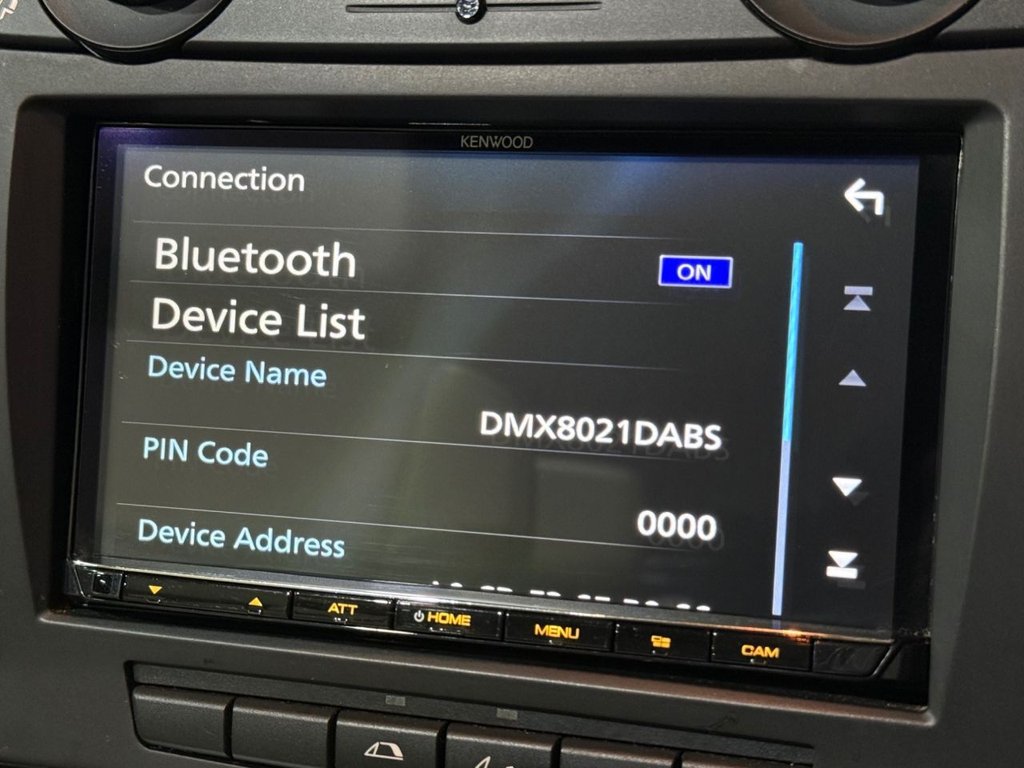 KENWOOD
Connection
Bluetooth ON
Device List
Device Name
DMX8021DABS
PIN Code
0000
Device Address
ATT HOME MENU CAM